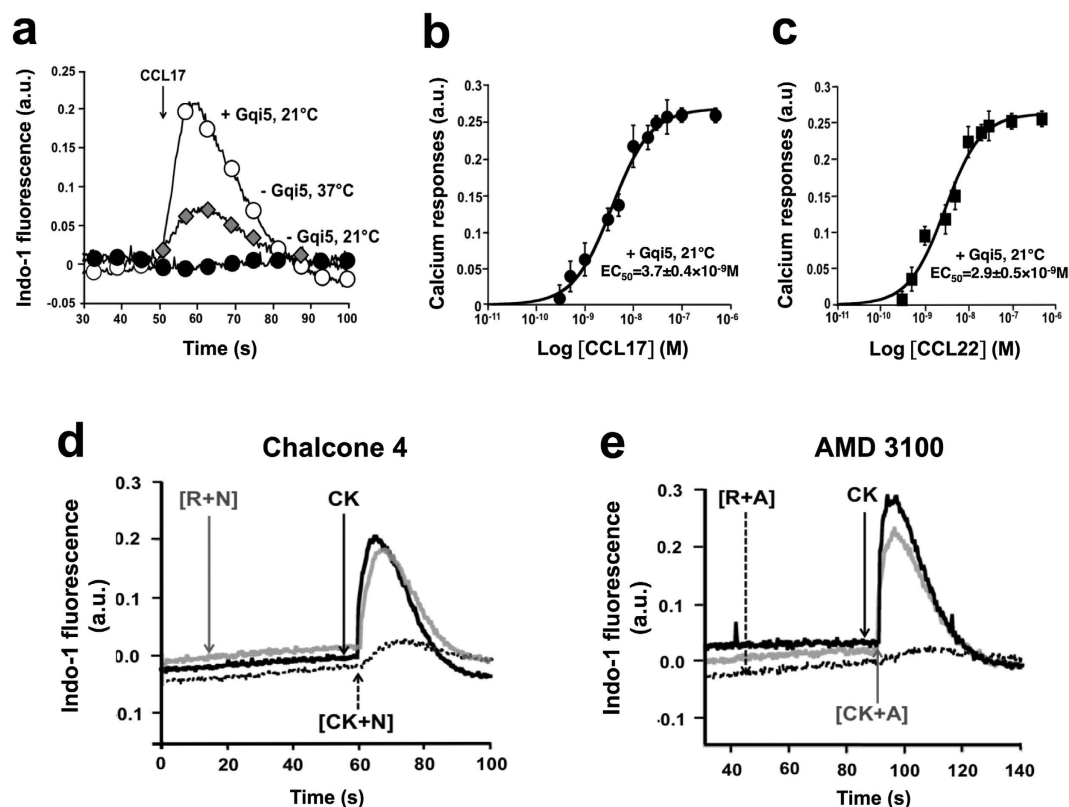 a
Indo-1 fluorescence (a.u.)
0.25
0.2
0.15
0.1
0.05
0
-0.05
CCL17
+ Gqi5, 21°C
- Gqi5, 37°C
- Gqi5, 21°C
30 40 50 60 70 80 90 100
Time (s)
b
Calcium responses (a.u.)
0.3
0.25
0.2
0.15
0.1
0.05
0
+ Gqi5, 21°C
EC50=3.7±0.4×10-9M
10-11 10-10 10-9 10-8 10-7 10-6
Log [CCL17] (M)
c
Calcium responses (a.u)
0.3
0.25
0.2
0.15
0.1
0.05
0
+ Gqi5, 21°C
EC50=2.9±0.5×10-9M
10-11 10-10 10-9 10-8 10-7 10-6
Log [CCL22] (M)
d
Chalcone 4
Indo-1 fluorescence
(a.u.)
0.3
0.2
0.1
0.0
0.1
[R+N]
CK
[CK+N]
0 20 40 60 80 100
Time (s)
e
AMD 3100
Indo-1 fluorescence
(a.u.)
0.3
0.2
0.1
0.0
-0.1
[R+A]
CK
[CK+A]
40 60 80 100 120 140
Time (s)